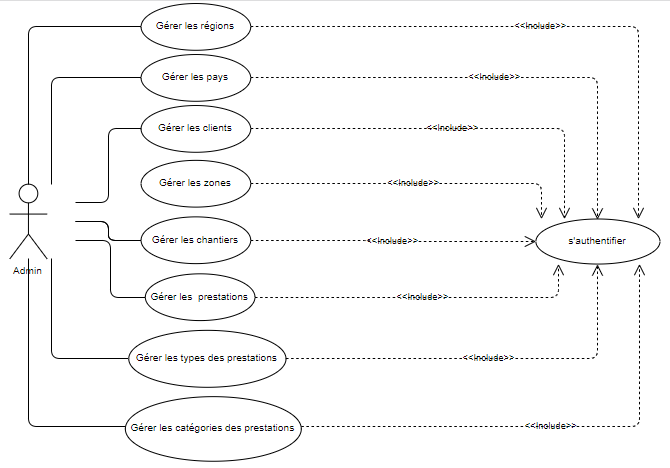 Gérer les régions
<<Include>>
Gérer les pays
<<Include>>
Gérer les clients
<<Include>>
Gérer les zones
<<Include>>
Gérer les chantiers
<<Include>>
s'authentifier
Admin
Gérer les prestations
<<Include>>
Gérer les types des prestations
<<Include>>
Gérer les catégories des prestations
<<Include>>